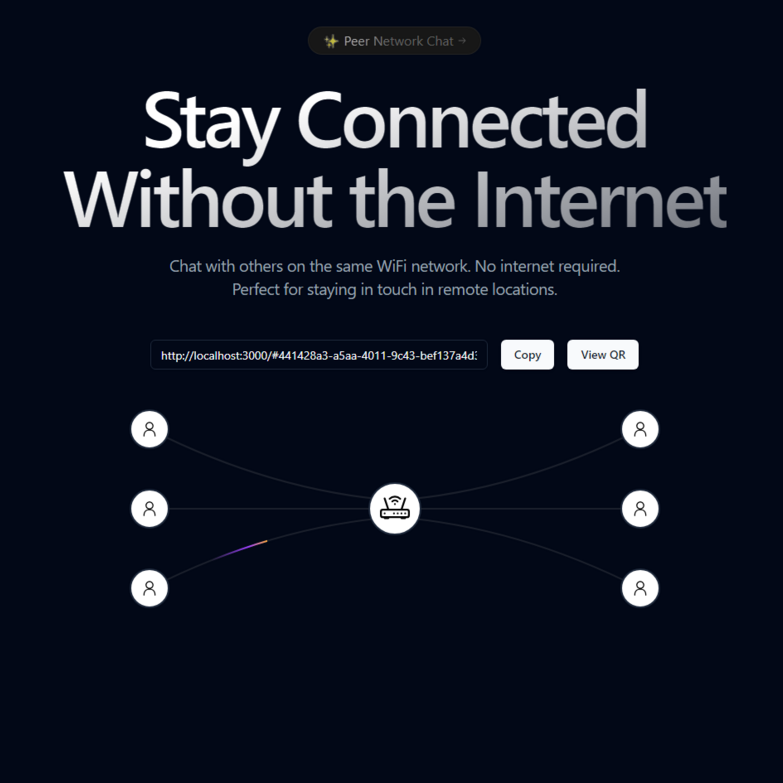 ✨ Peer Network Chat →
Stay Connected
Without the Internet
Chat with others on the same WiFi network. No internet required.
Perfect for staying in touch in remote locations.
http://localhost:3000/#441428a3-a5aa-4011-9c43-bef137a4d
Copy
View QR